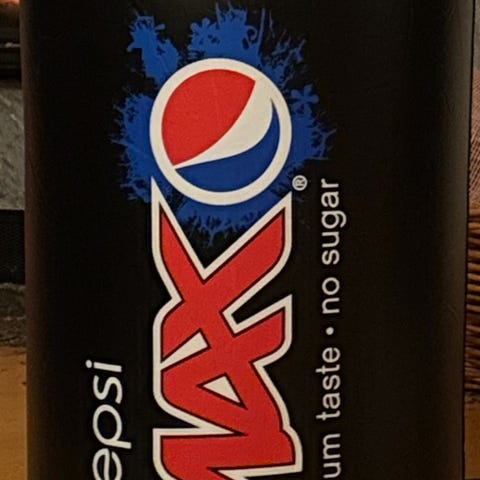 epsi
MAX®
um taste • no sugar